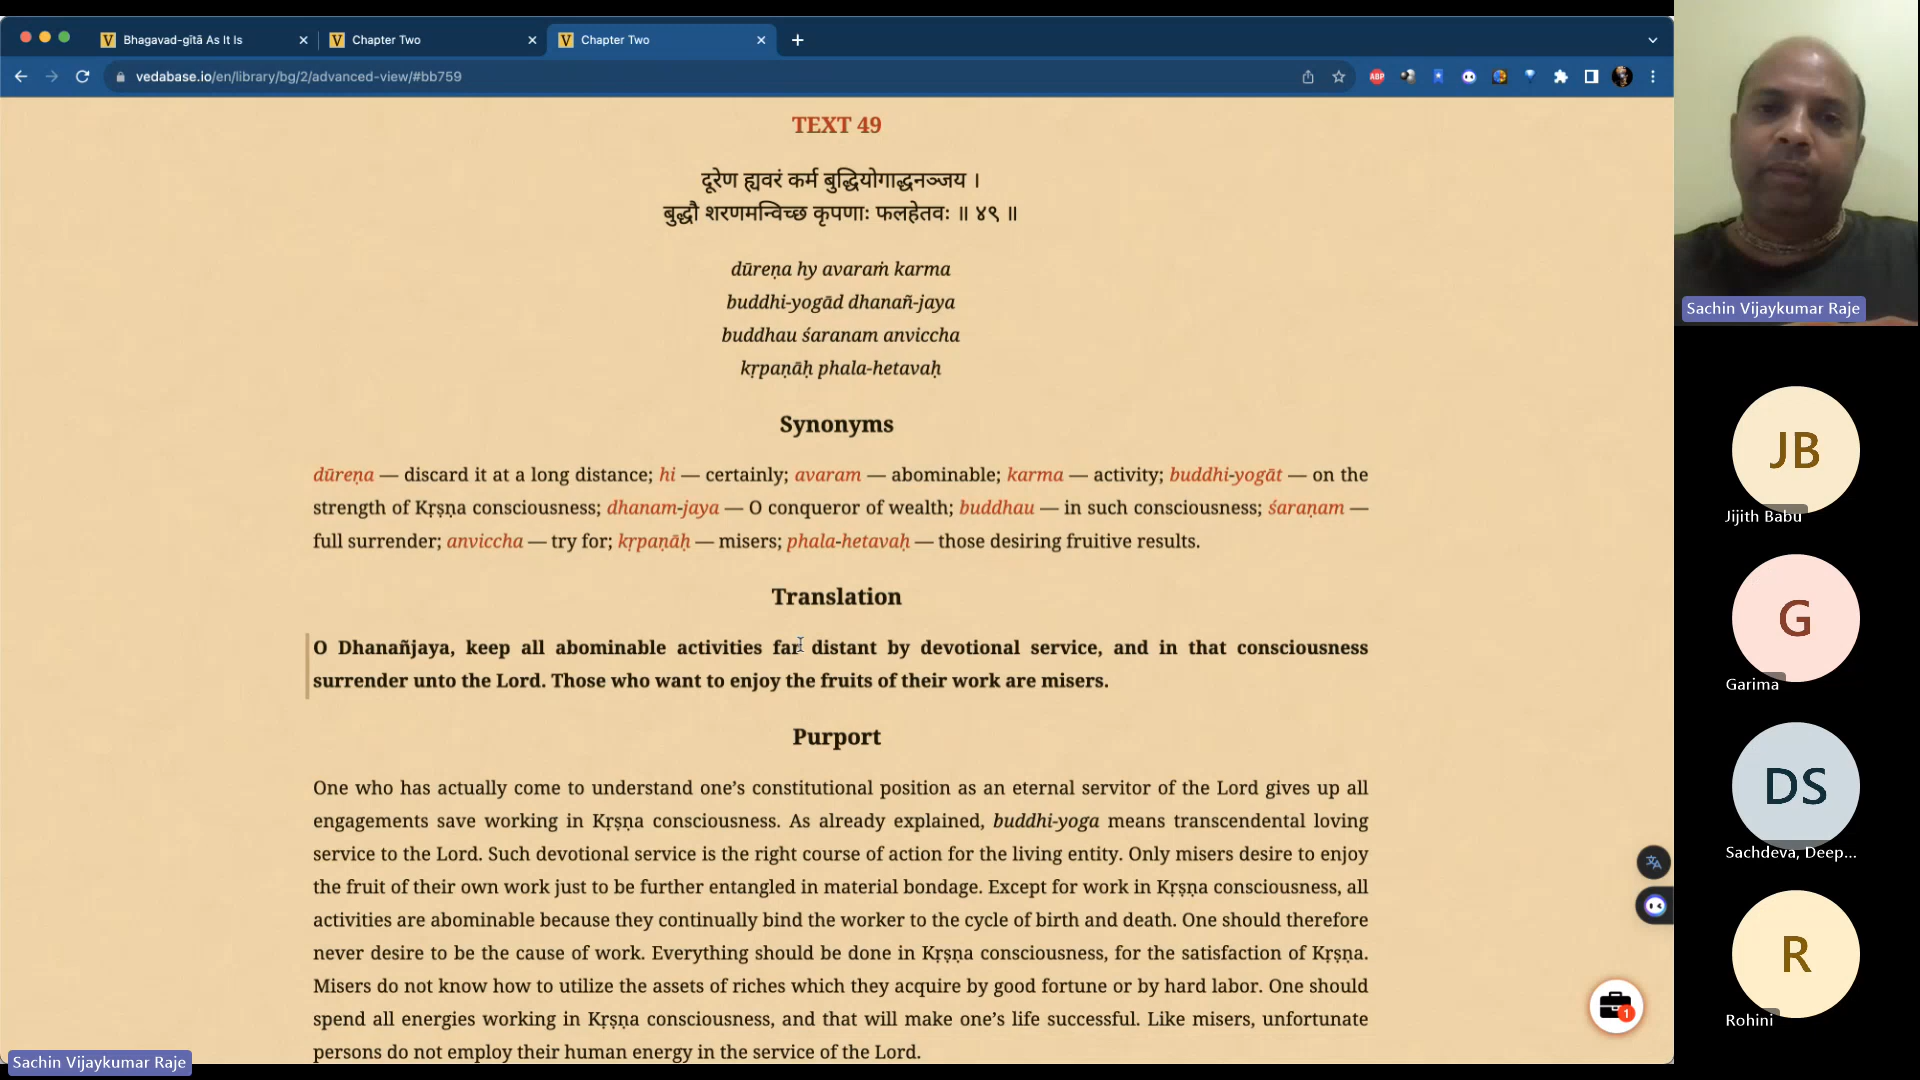 Bhagavad-gītā As It Is
Chapter Two
Chapter Two
vedabase.io/en/library/bg/2/advanced-view/#bb759
ABP
TEXT 49
दूरेण ह्यवरं कर्म बुद्धियोगाद्धनञ्जय ।
बुद्धौ शरणमन्विच्छ कृपणाः फलहेतवः ॥ ४९ ॥
dūreṇa hy avaraṁ karma
buddhi-yogād dhanañ-jaya
buddhau śaranam anviccha
kṛpaṇāḥ phala-hetavaḥ
Synonyms
dūreṇa — discard it at a long distance; hi — certainly; avaram — abominable; karma — activity; buddhi-yogāt — on the
strength of Kṛṣṇa consciousness; dhanam-jaya — O conqueror of wealth; buddhau — in such consciousness; śaraṇam —
full surrender; anviccha — try for; kṛpaṇāḥ — misers; phala-hetavaḥ — those desiring fruitive results.
Translation
O Dhanañjaya, keep all abominable activities far distant by devotional service, and in that consciousness
surrender unto the Lord. Those who want to enjoy the fruits of their work are misers.
Purport
One who has actually come to understand one’s constitutional position as an eternal servitor of the Lord gives up all
engagements save working in Kṛṣṇa consciousness. As already explained, buddhi-yoga means transcendental loving
service to the Lord. Such devotional service is the right course of action for the living entity. Only misers desire to enjoy
the fruit of their own work just to be further entangled in material bondage. Except for work in Kṛṣṇa consciousness, all
activities are abominable because they continually bind the worker to the cycle of birth and death. One should therefore
never desire to be the cause of work. Everything should be done in Kṛṣṇa consciousness, for the satisfaction of Kṛṣṇa.
Misers do not know how to utilize the assets of riches which they acquire by good fortune or by hard labor. One should
spend all energies working in Kṛṣṇa consciousness, and that will make one’s life successful. Like misers, unfortunate
persons do not employ their human energy in the service of the Lord.
1
Sachin Vijaykumar Raje
Sachin Vijaykumar Raje
JB
Jijith Babu
G
Garima
DS
Sachdeva, Deep...
R
Rohini